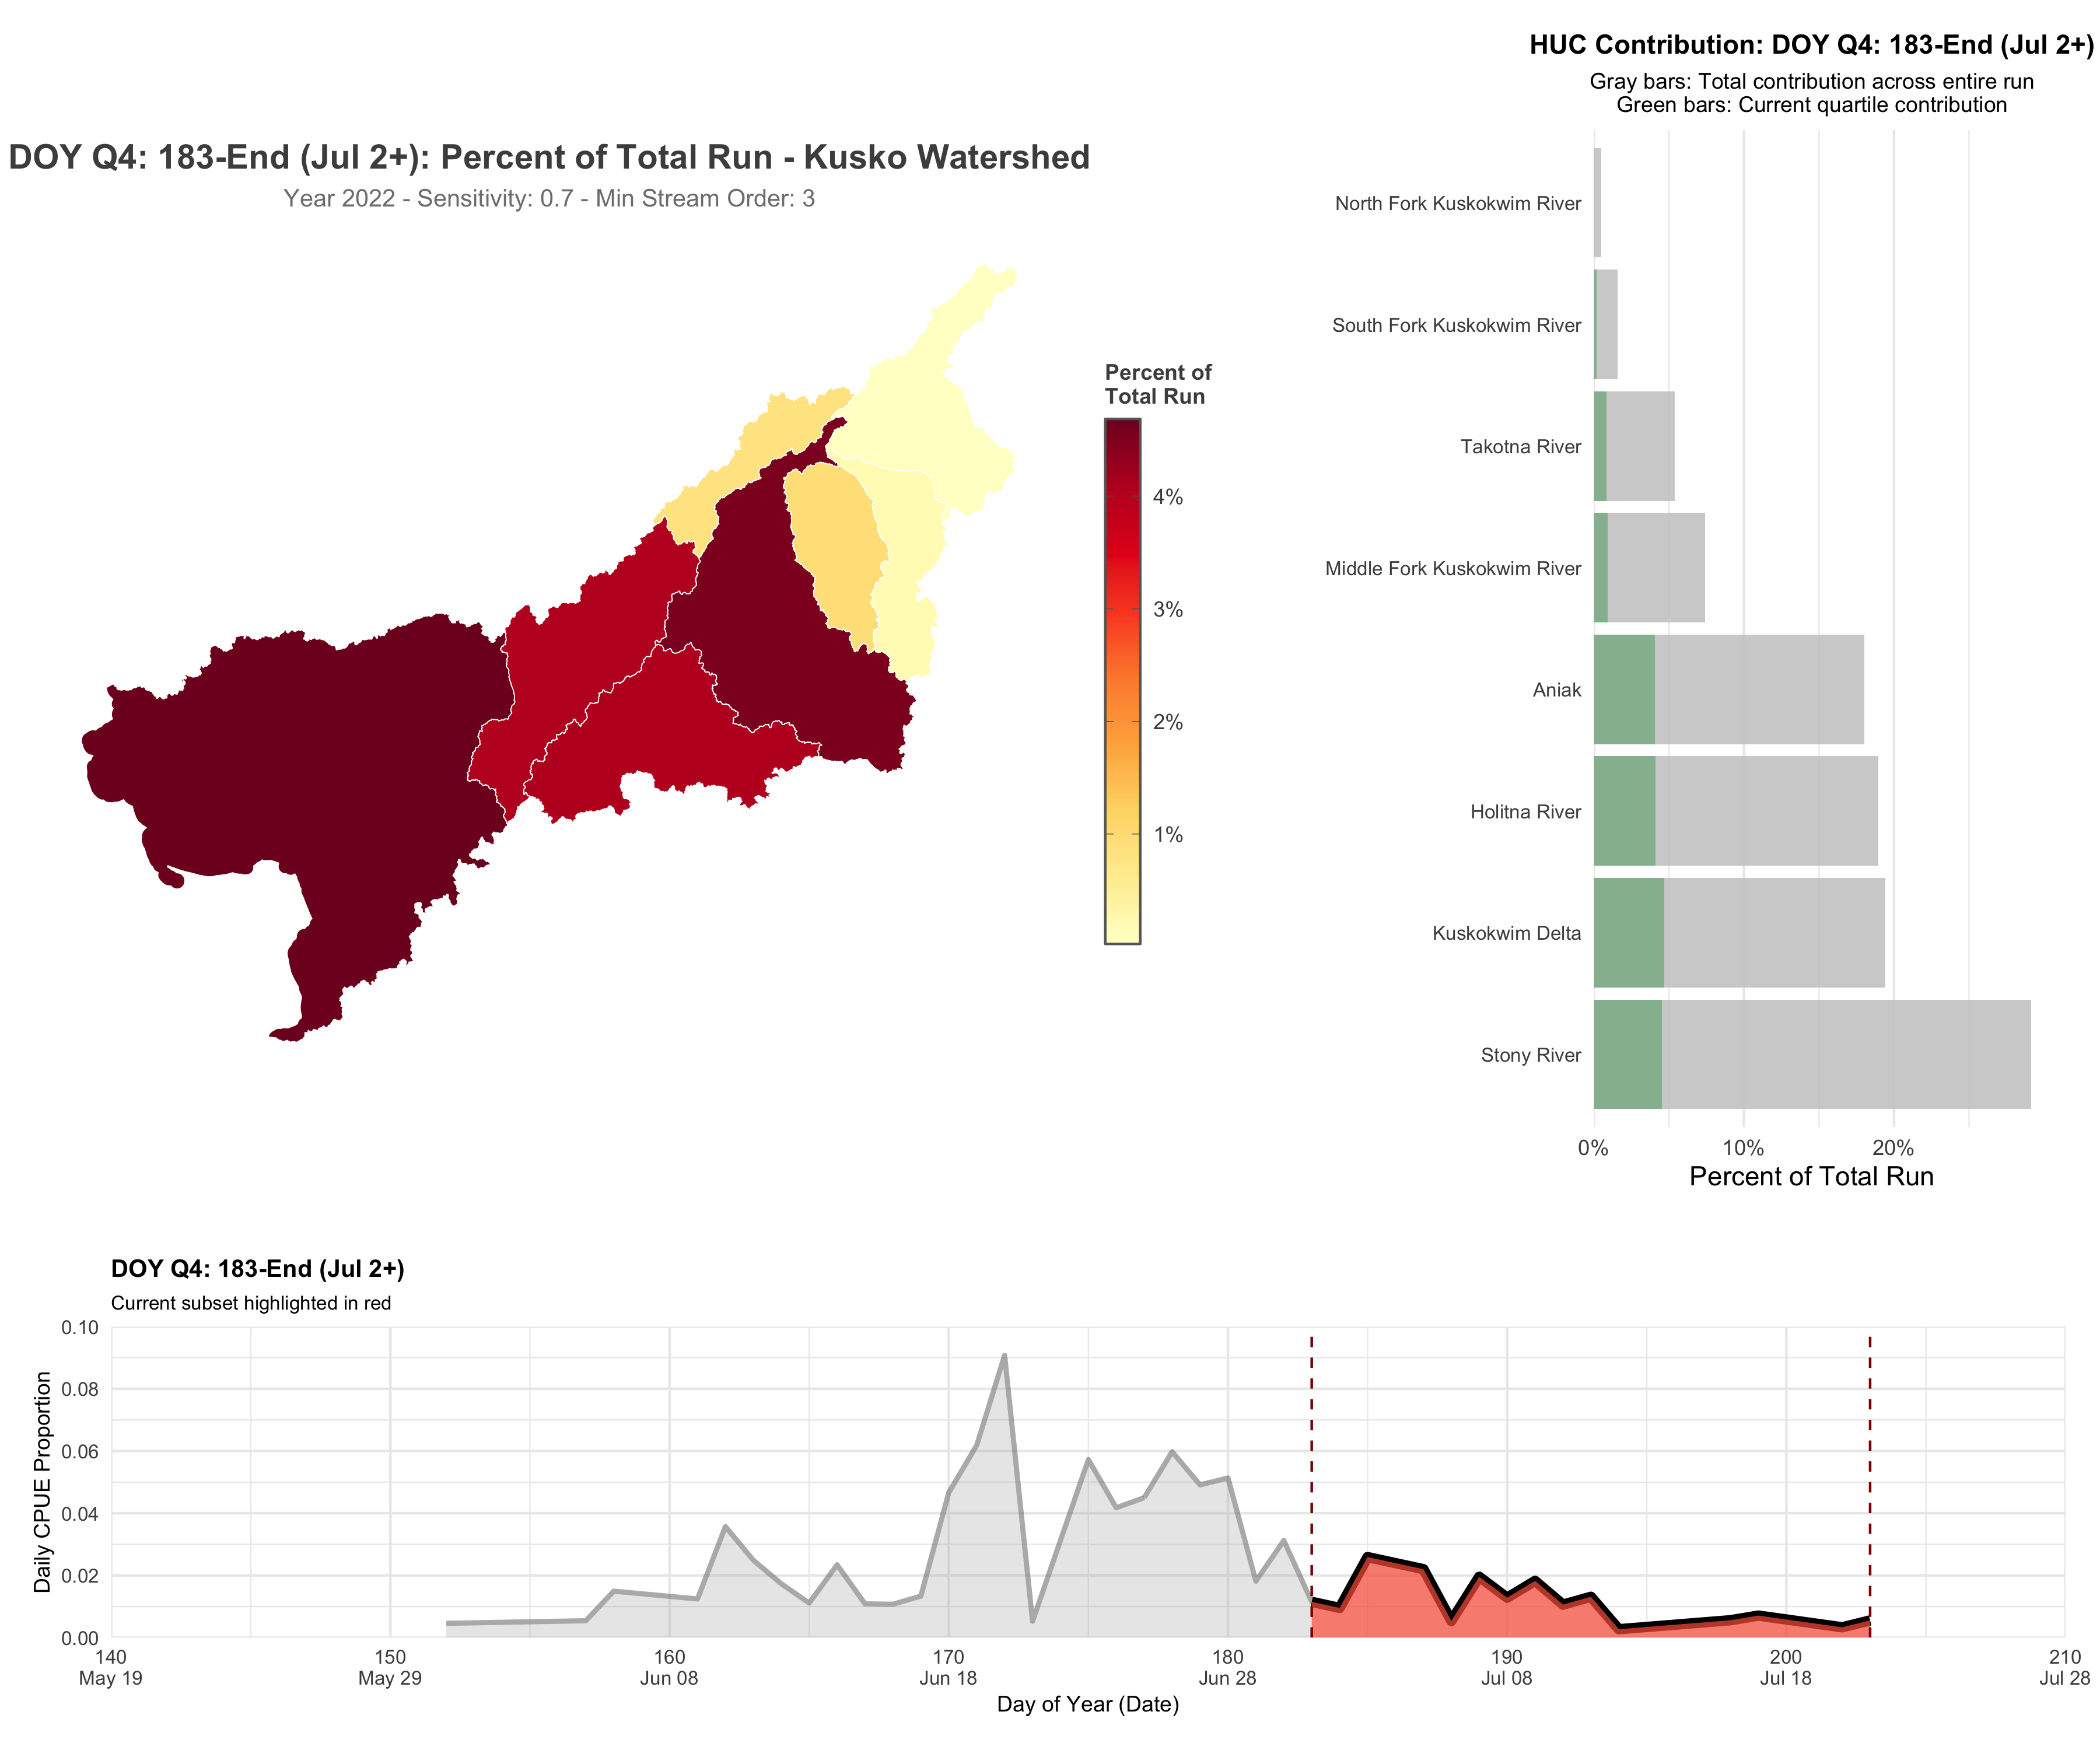 DOY Q4: 183-End (Jul 2+): Percent of Total Run - Kusko Watershed
Year 2022 - Sensitivity: 0.7 - Min Stream Order: 3
Percent of
Total Run
4%
3%
2%
1%
HUC Contribution: DOY Q4: 183-End (Jul 2+)
Gray bars: Total contribution across entire run
Green bars: Current quartile contribution
North Fork Kuskokwim River
South Fork Kuskokwim River
Takotna River
Middle Fork Kuskokwim River
Aniak
Holitna River
Kuskokwim Delta
Stony River
0% 10% 20%
Percent of Total Run
DOY Q4: 183-End (Jul 2+)
Current subset highlighted in red
Daily CPUE Proportion
0.10
0.08
0.06
0.04
0.02
0.00
140 150 160 170 180 190 200 210
May 19 May 29 Jun 08 Jun 18 Jun 28 Jul 08 Jul 18 Jul 28
Day of Year (Date)